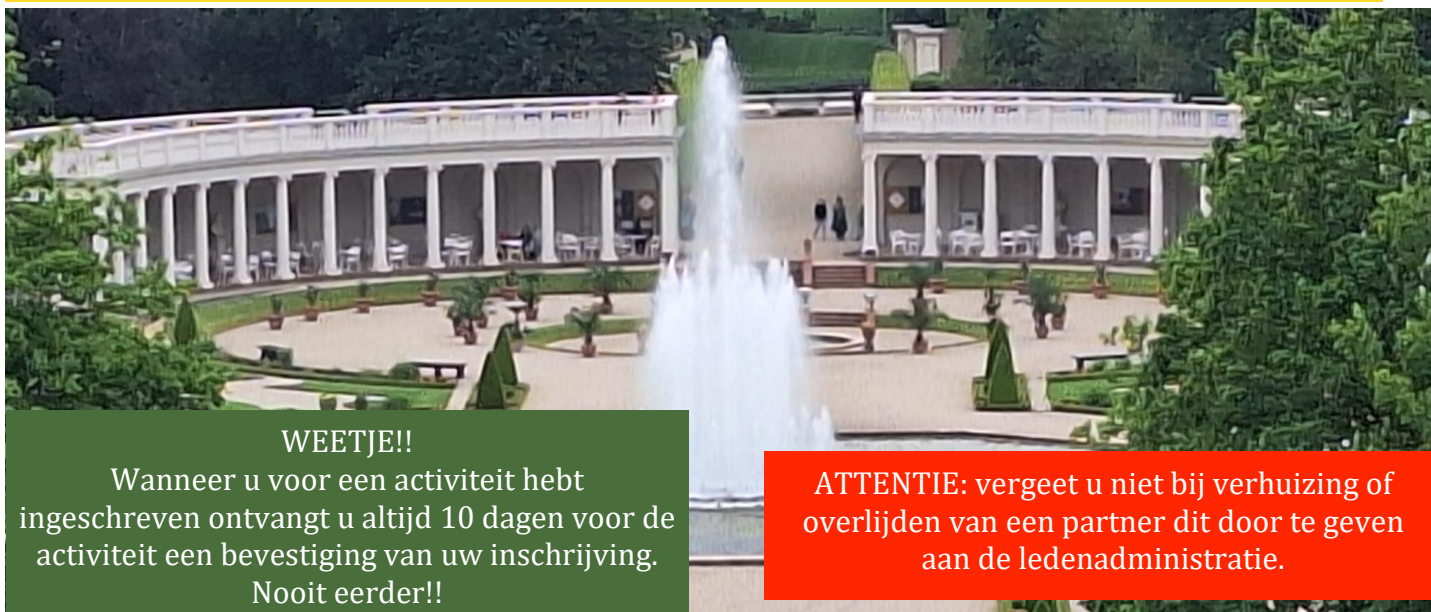 WEETJE!!
Wanneer u voor een activiteit hebt
ingeschreven ontvangt u altijd 10 dagen voor de
activiteit een bevestiging van uw inschrijving.
Nooit eerder!!
ATTENTIE: vergeet u niet bij verhuizing of
overlijden van een partner dit door te geven
aan de ledenadministratie.